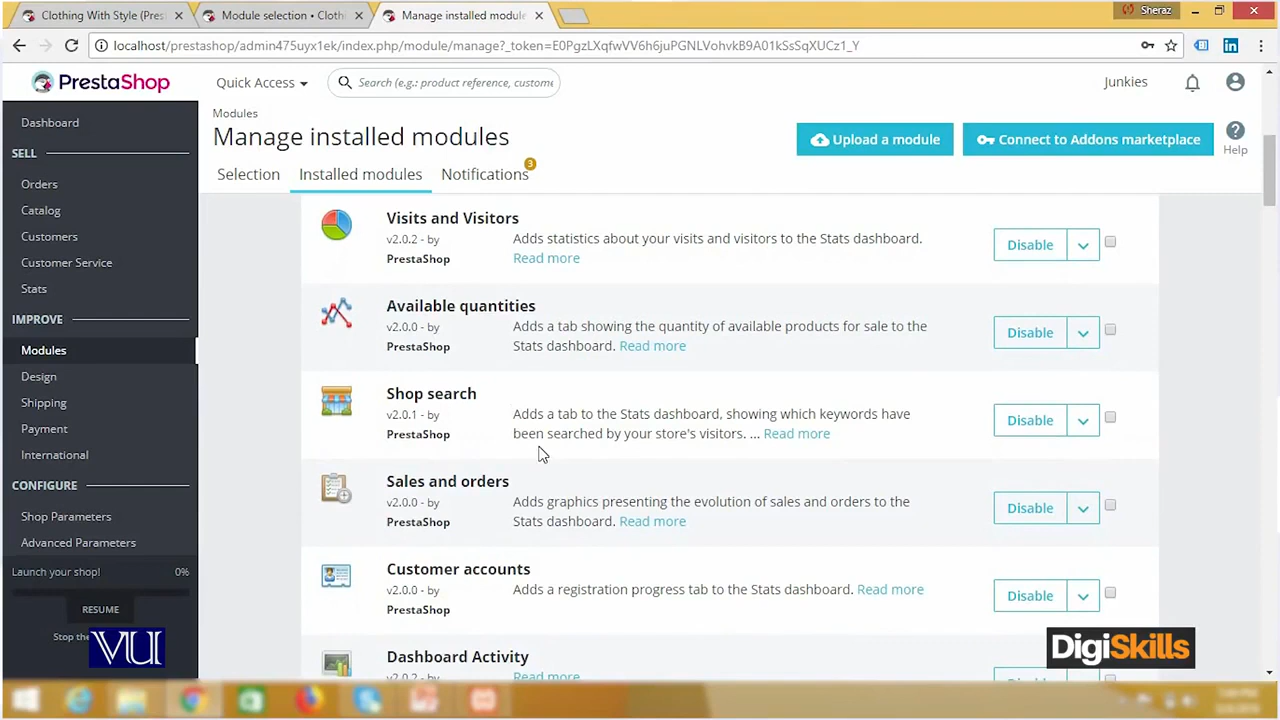 Clothing With Style (Pres
Module selection • Clothi
Manage installed module
Sheraz
localhost/prestashop/admin475uyx1ek/index.php/module/manage?_token=E0PgzLXqfwVV6h6juPGNLVohvkB9A01kSsSqXUCz1_Y
PrestaShop
Quick Access
Search (e.g.: product reference, custome
Junkies
Modules
Manage installed modules
Upload a module
Connect to Addons marketplace
Help
Selection
Installed modules
Notifications
3
Dashboard
SELL
Orders
Catalog
Customers
Customer Service
Stats
IMPROVE
Modules
Design
Shipping
Payment
International
CONFIGURE
Shop Parameters
Advanced Parameters
Launch your shop! 0%
RESUME
Stop the
VU
Visits and Visitors
v2.0.2 - by
PrestaShop
Adds statistics about your visits and visitors to the Stats dashboard.
Read more
Disable
Available quantities
v2.0.0 - by
PrestaShop
Adds a tab showing the quantity of available products for sale to the
Stats dashboard. Read more
Disable
Shop search
v2.0.1 - by
PrestaShop
Adds a tab to the Stats dashboard, showing which keywords have
been searched by your store's visitors. ... Read more
Disable
Sales and orders
v2.0.0 - by
PrestaShop
Adds graphics presenting the evolution of sales and orders to the
Stats dashboard. Read more
Disable
Customer accounts
v2.0.0 - by
PrestaShop
Adds a registration progress tab to the Stats dashboard. Read more
Disable
Dashboard Activity
v2.0.2 - by
Read more
DigiSkills